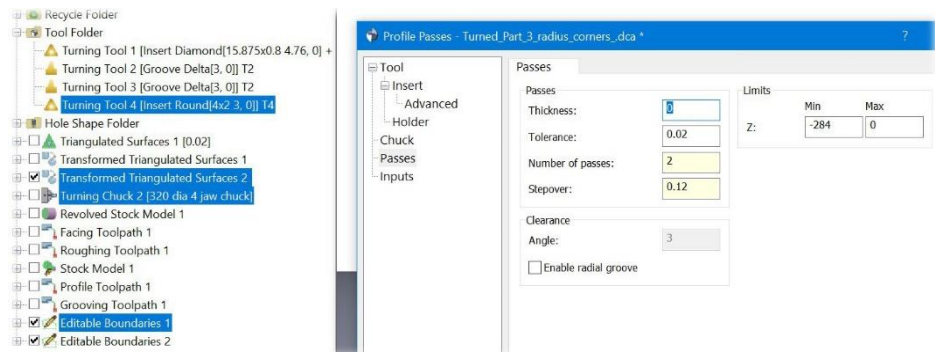 Recycle Folder
Tool Folder
Turning Tool 1 [Insert Diamond[15.875x0.8 4.76, 0] +
Turning Tool 2 [Groove Delta[3, 0]] T2
Turning Tool 3 [Groove Delta[3, 0]] T2
Turning Tool 4 [Insert Round[4x2 3, 0]] T4
Hole Shape Folder
Triangulated Surfaces 1 [0.02]
Transformed Triangulated Surfaces 1
Transformed Triangulated Surfaces 2
Turning Chuck 2 [320 dia 4 jaw chuck]
Revolved Stock Model 1
Facing Toolpath 1
Roughing Toolpath 1
Stock Model 1
Profile Toolpath 1
Grooving Toolpath 1
Editable Boundaries 1
Editable Boundaries 2
Profile Passes - Turned_Part_3_radius_corners_.dca * ?
Tool
Insert
Advanced
Holder
Chuck
Passes
Inputs
Passes
Passes
Thickness: 0
Tolerance: 0.02
Number of passes: 2
Stepover: 0.12
Clearance
Angle: 3
Enable radial groove
Limits
Min Max
Z: -284 0